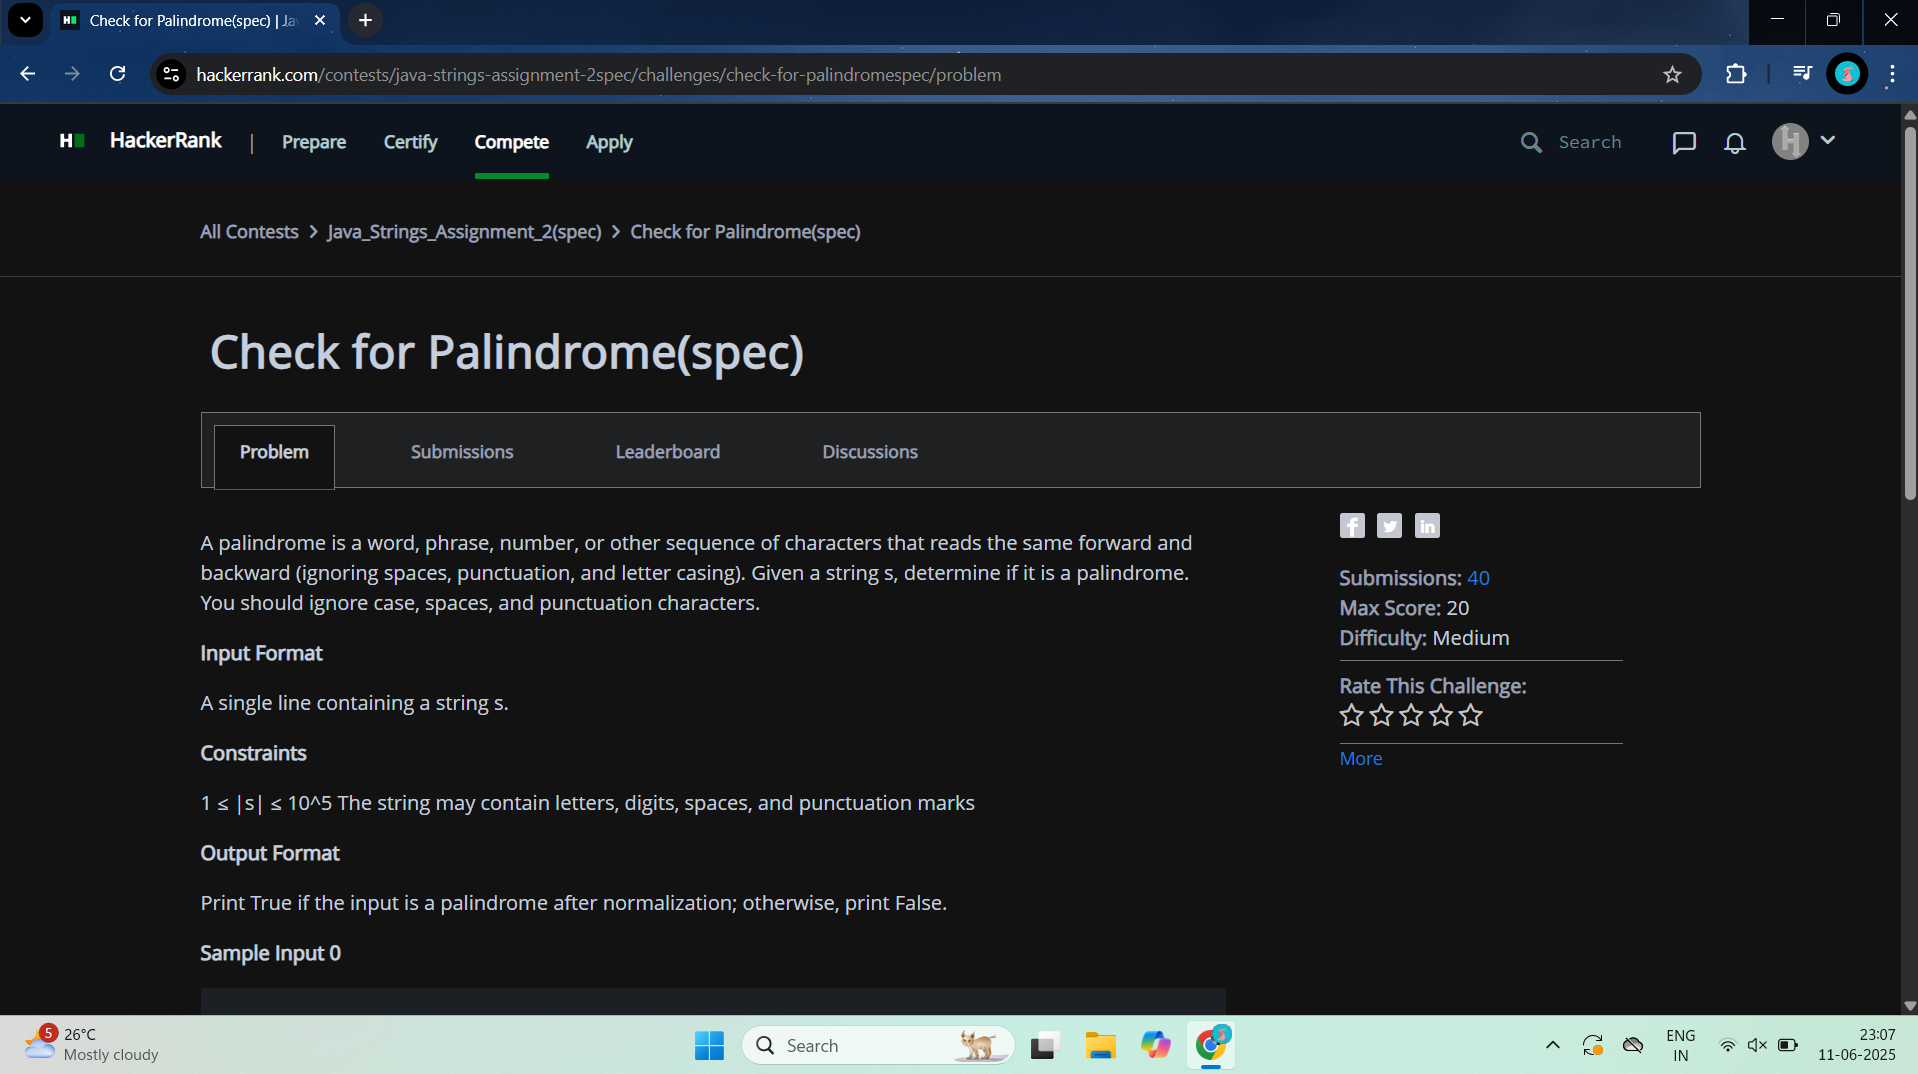 Check for Palindrome(spec) | Ja
hackerrank.com/contests/java-strings-assignment-2spec/challenges/check-for-palindromespec/problem
HackerRank | Prepare Certify Compete Apply Search
All Contests > Java_Strings_Assignment_2(spec) > Check for Palindrome(spec)
Check for Palindrome(spec)
Problem Submissions Leaderboard Discussions
A palindrome is a word, phrase, number, or other sequence of characters that reads the same forward and
backward (ignoring spaces, punctuation, and letter casing). Given a string s, determine if it is a palindrome.
You should ignore case, spaces, and punctuation characters.
Input Format
A single line containing a string s.
Constraints
1 ≤ |s| ≤ 10^5 The string may contain letters, digits, spaces, and punctuation marks
Output Format
Print True if the input is a palindrome after normalization; otherwise, print False.
Sample Input 0
Submissions: 40
Max Score: 20
Difficulty: Medium
Rate This Challenge:
More
5
26°C
Mostly cloudy
Search
ENG
IN
23:07
11-06-2025